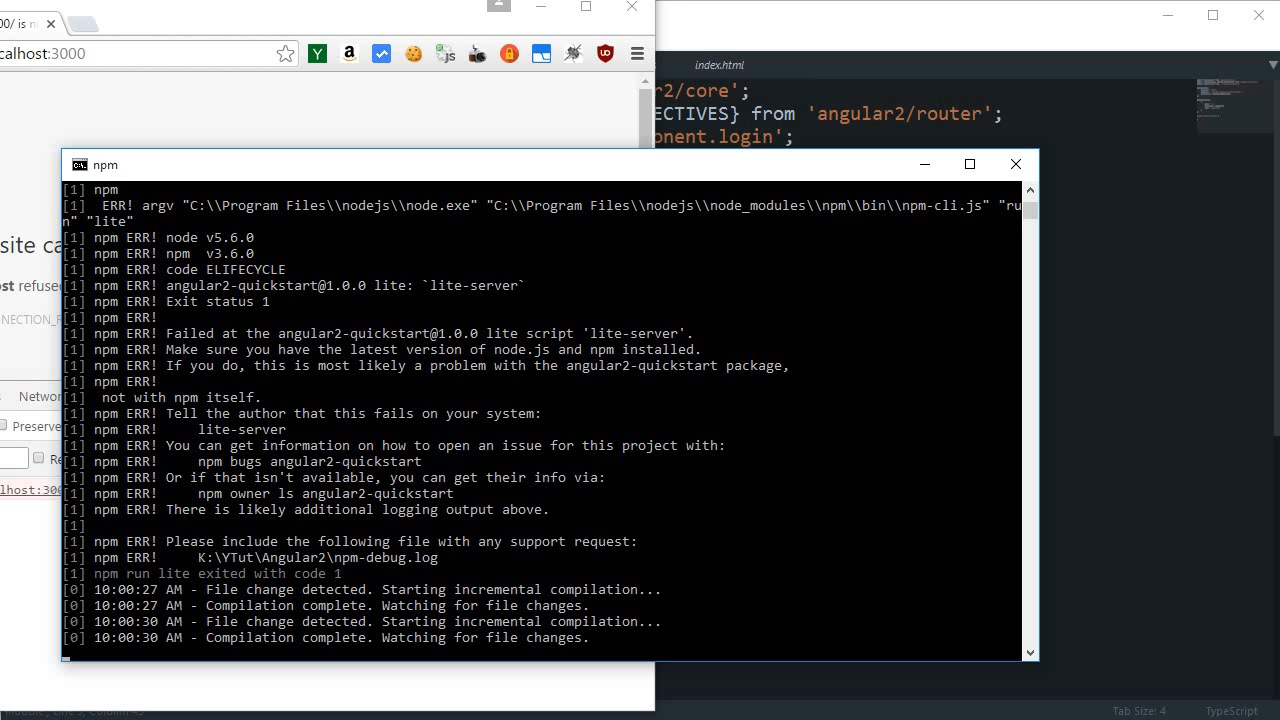 00/ is n
calhost:3000
index.html
r2/core';
ECTIVES} from 'angular2/router';
onent.login';
npm
[1] npm
[1]  ERR! argv "C:\\Program Files\\nodejs\\node.exe" "C:\\Program Files\\nodejs\\node_modules\\npm\\bin\\npm-cli.js" "ru
n" "lite"
[1] npm ERR! node v5.6.0
[1] npm ERR! npm  v3.6.0
[1] npm ERR! code ELIFECYCLE
[1] npm ERR! angular2-quickstart@1.0.0 lite: `lite-server`
[1] npm ERR! Exit status 1
[1] npm ERR!
[1] npm ERR! Failed at the angular2-quickstart@1.0.0 lite script 'lite-server'.
[1] npm ERR! Make sure you have the latest version of node.js and npm installed.
[1] npm ERR! If you do, this is most likely a problem with the angular2-quickstart package,
[1] npm ERR!
[1]  not with npm itself.
[1] npm ERR! Tell the author that this fails on your system:
[1] npm ERR!     lite-server
[1] npm ERR! You can get information on how to open an issue for this project with:
[1] npm ERR!     npm bugs angular2-quickstart
[1] npm ERR! Or if that isn't available, you can get their info via:
[1] npm ERR!     npm owner ls angular2-quickstart
[1] npm ERR! There is likely additional logging output above.
[1]
[1] npm ERR! Please include the following file with any support request:
[1] npm ERR!     K:\YTut\Angular2\npm-debug.log
[1] npm run lite exited with code 1
[0] 10:00:27 AM - File change detected. Starting incremental compilation...
[0] 10:00:27 AM - Compilation complete. Watching for file changes.
[0] 10:00:30 AM - File change detected. Starting incremental compilation...
[0] 10:00:30 AM - Compilation complete. Watching for file changes.
site ca
ost refuse
NECTION_R
Networ
Preserve
Re
lhost:300
Tab Size: 4
TypeScript